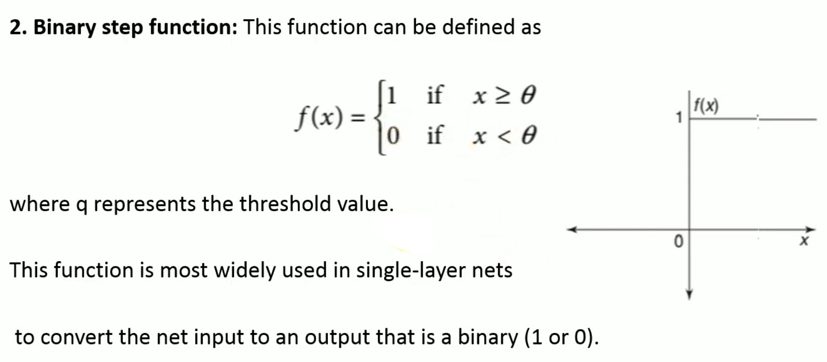 2. Binary step function: This function can be defined as
f(x) = {1 if x ≥ θ
0 if x < θ
f(x)
1
0
x
where q represents the threshold value.
This function is most widely used in single-layer nets
to convert the net input to an output that is a binary (1 or 0).